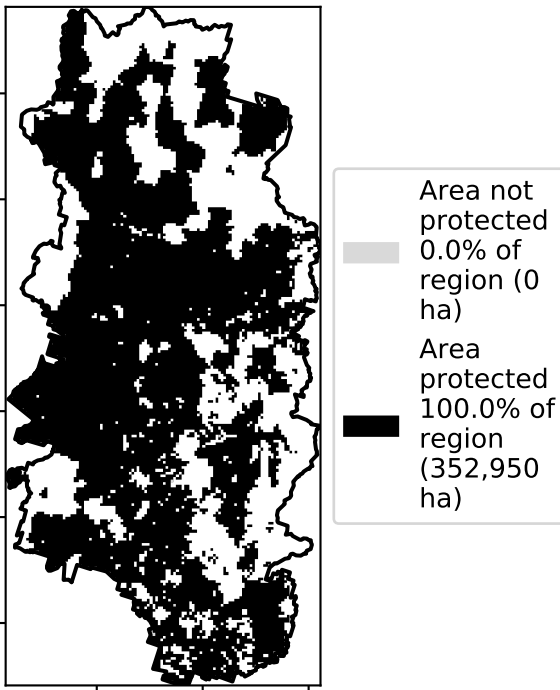 Area not
protected
0.0% of
region (0
ha)
Area
protected
100.0% of
region
(352,950
ha)